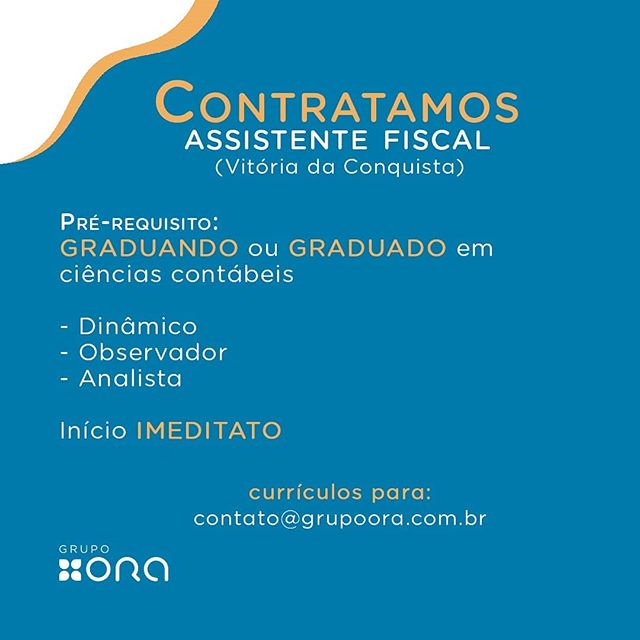 CONTRATAMOS
ASSISTENTE FISCAL
(Vitória da Conquista)
PRÉ-REQUISITO:
GRADUANDO ou GRADUADO em
ciências contábeis
- Dinâmico
- Observador
- Analista
Início IMEDITATO
currículos para:
contato@grupoora.com.br
GRUPO
ORA